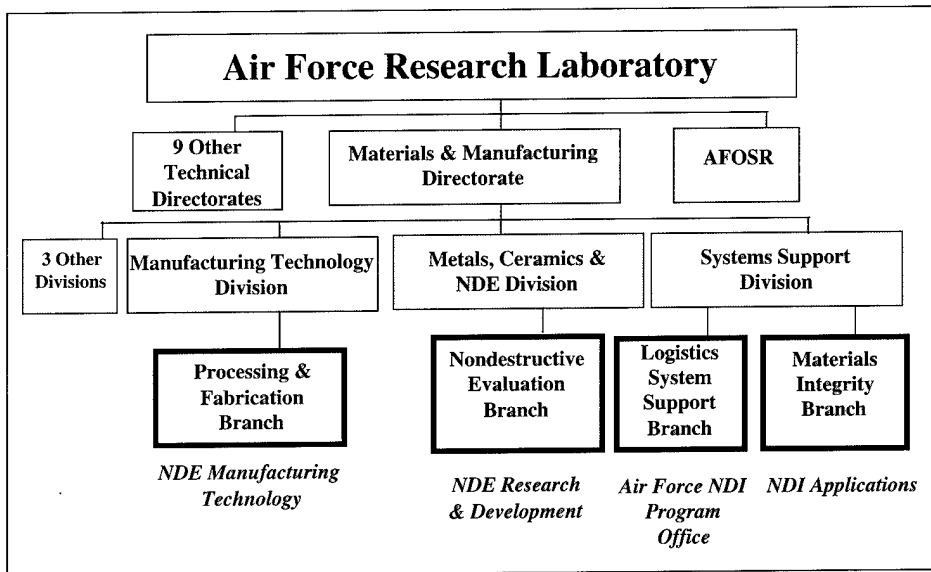 Air Force Research Laboratory
9 Other
Technical
Directorates
Materials & Manufacturing
Directorate
AFOSR
3 Other
Divisions
Manufacturing Technology
Division
Metals, Ceramics &
NDE Division
Systems Support
Division
Processing &
Fabrication
Branch
Nondestructive
Evaluation
Branch
Logistics
System
Support
Branch
Materials
Integrity
Branch
NDE Manufacturing
Technology
NDE Research
& Development
Air Force NDI
Program
Office
NDI Applications